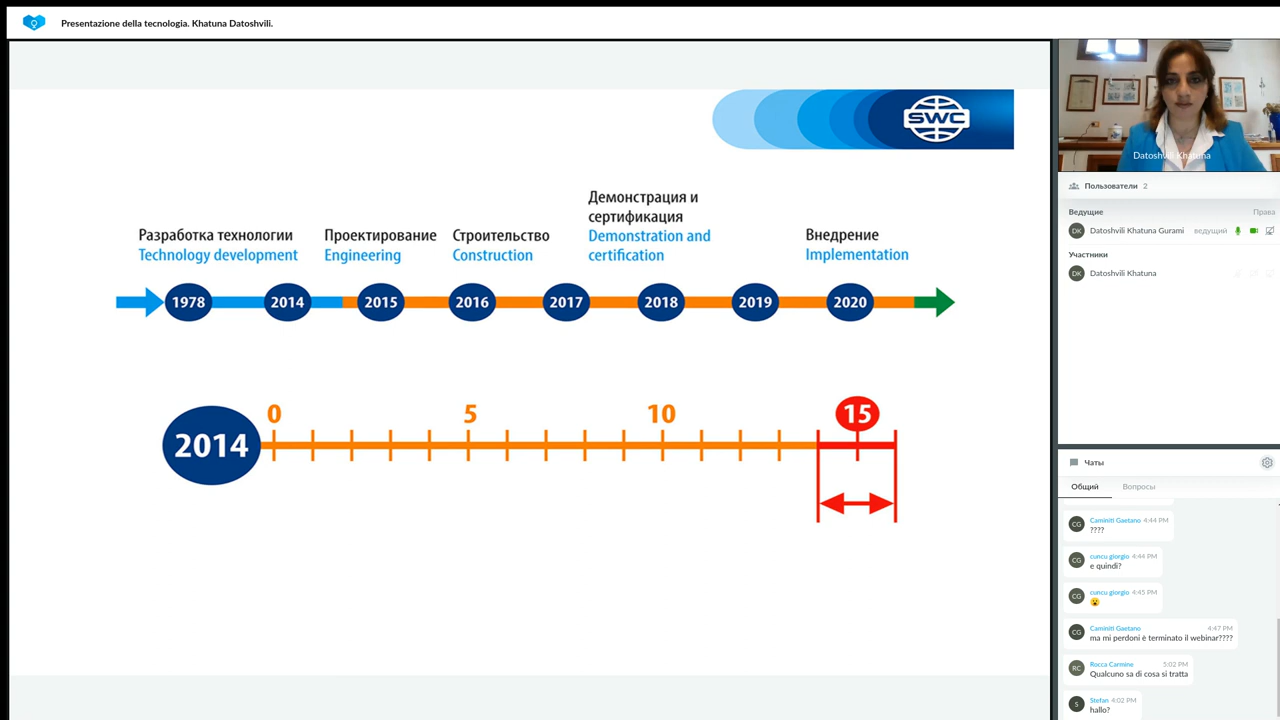 Presentazione della tecnologia. Khatuna Datoshvili.
SWC
Демонстрация и
сертификация
Demonstration and
certification
Разработка технологии
Technology development
Проектирование
Engineering
Строительство
Construction
Внедрение
Implementation
1978 2014 2015 2016 2017 2018 2019 2020
0 5 10 15
2014
Datoshvili Khatuna
Пользователи 2
Ведущие Права
DK Datoshvili Khatuna Gurami ведущий
Участники
DK Datoshvili Khatuna
Чаты
Общий Вопросы
CG Caminiti Gaetano 4:44 PM
????
CG cuncu giorgio 4:44 PM
e quindi?
CG cuncu giorgio 4:45 PM
😮
CG Caminiti Gaetano 4:47 PM
ma mi perdoni è terminato il webinar????
RC Rocca Carmine 5:02 PM
Qualcuno sa di cosa si tratta
S Stefan 4:02 PM
hallo?